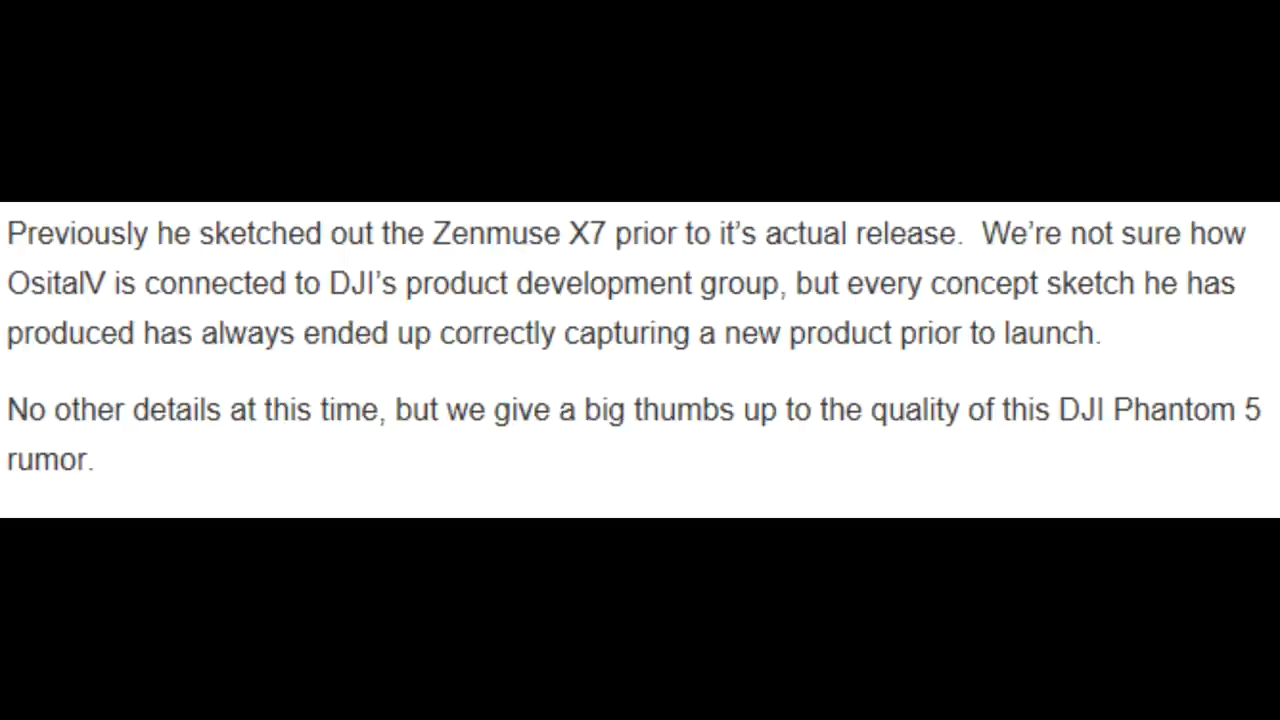 Previously he sketched out the Zenmuse X7 prior to it’s actual release.  We’re not sure how
OsitalV is connected to DJI’s product development group, but every concept sketch he has
produced has always ended up correctly capturing a new product prior to launch.
No other details at this time, but we give a big thumbs up to the quality of this DJI Phantom 5
rumor.